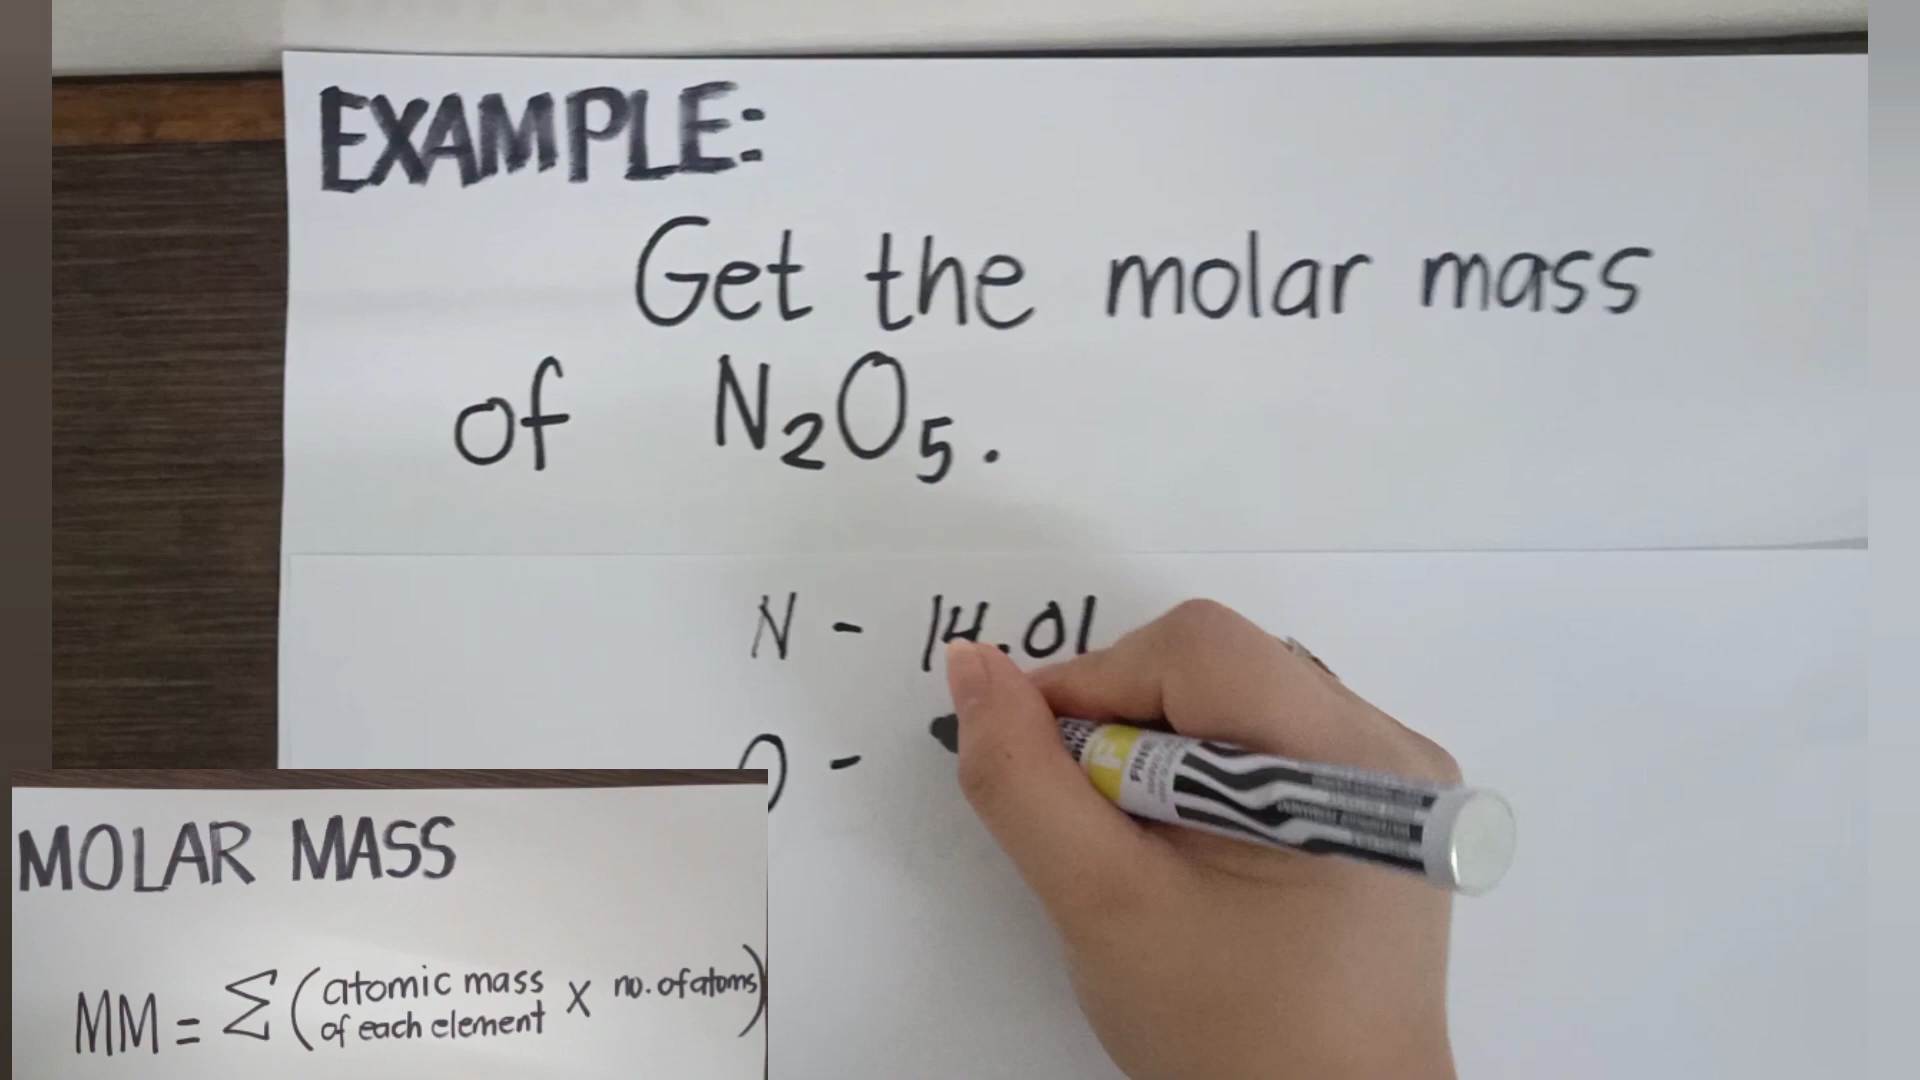 EXAMPLE:
Get the molar mass
of N₂O₅.
N - 14.01
O -
MOLAR MASS
MM = Σ (atomic mass of each element X no. of atoms)